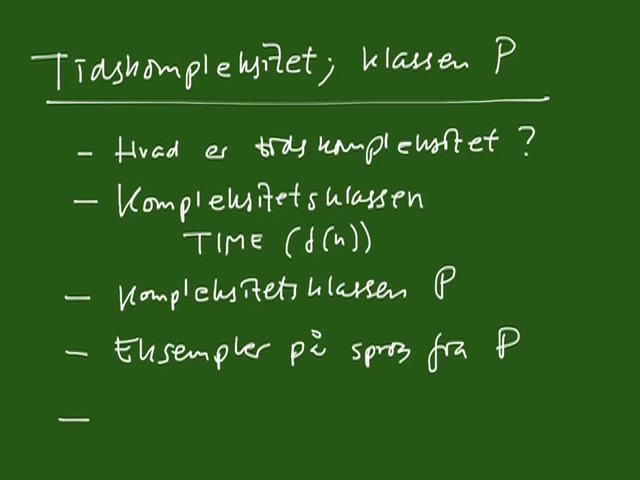 Tidskompleksitet; klassen P
- Hvad er tidskompleksitet?
- Kompleksitetsklassen
TIME (f(n))
- Kompleksitetsklassen P
- Eksempler på sprog fra P
-